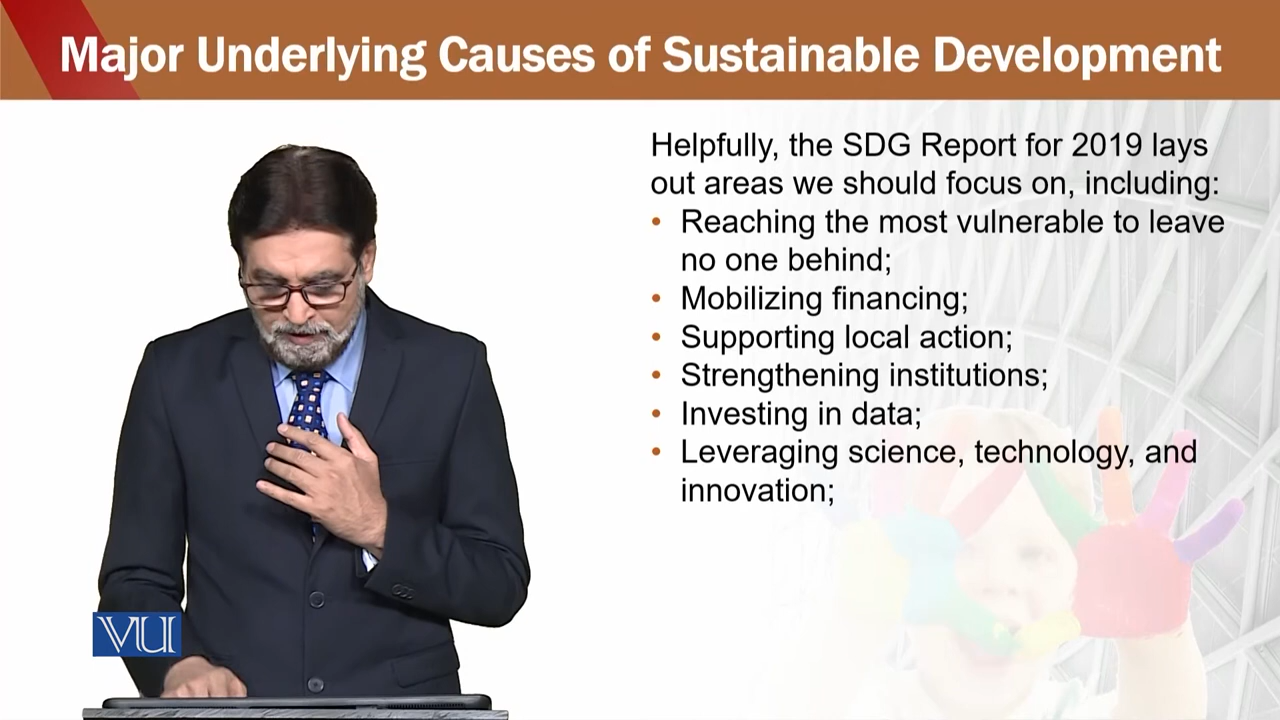 Major Underlying Causes of Sustainable Development
Helpfully, the SDG Report for 2019 lays
out areas we should focus on, including:
• Reaching the most vulnerable to leave
no one behind;
• Mobilizing financing;
• Supporting local action;
• Strengthening institutions;
• Investing in data;
• Leveraging science, technology, and
innovation;
VU